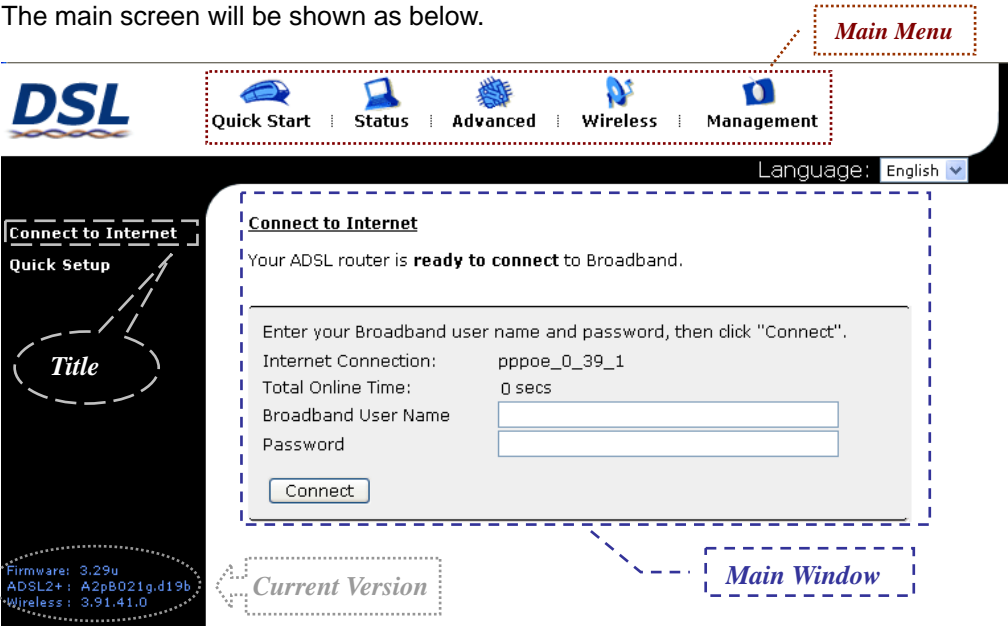 The main screen will be shown as below.
Main Menu
DSL
Quick Start
Status
Advanced
Wireless
Management
Language: English
Connect to Internet
Quick Setup
Title
Connect to Internet
Your ADSL router is ready to connect to Broadband.
Enter your Broadband user name and password, then click "Connect".
Internet Connection: pppoe_0_39_1
Total Online Time: 0 secs
Broadband User Name
Password
Connect
Main Window
Firmware: 3.29u
ADSL2+: A2pB021g.d19b
Wireless: 3.91.41.0
Current Version